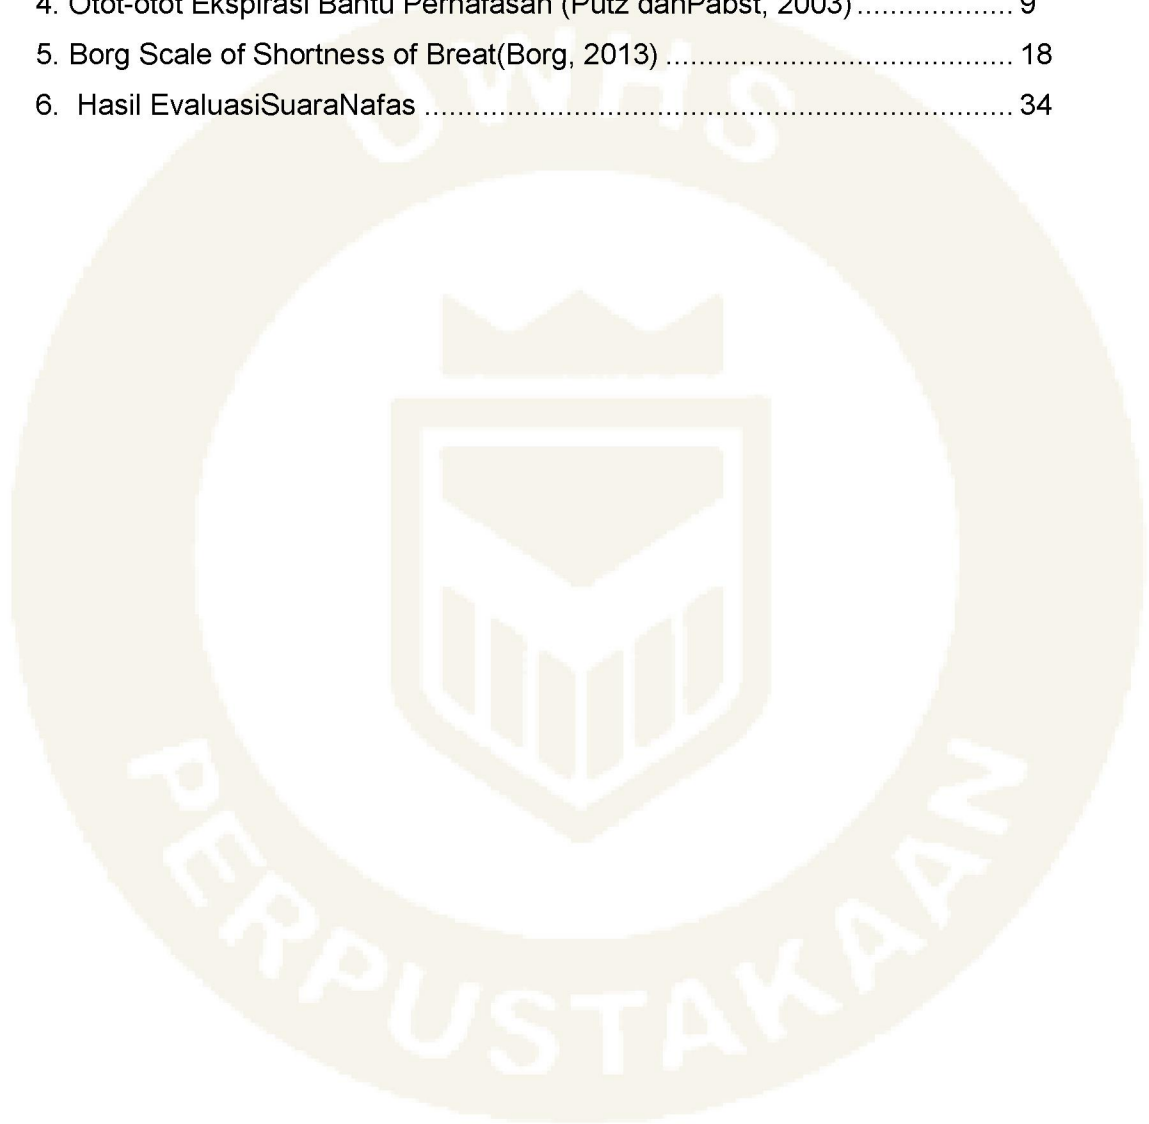 4. Otot-otot Ekspirasi Bantu Pernafasan (Putz danPabst, 2003) ................... 9
5. Borg Scale of Shortness of Breat(Borg, 2013) .......................................... 18
6. Hasil EvaluasiSuaraNafas ....................................................................... 34
UWHS
PERPUSTAKAAN